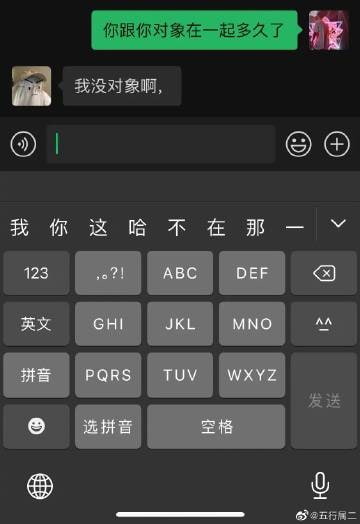 你跟你对象在一起多久了
我没对象啊,
我 你 这 哈 不 在 那 一
123 ,。?! ABC DEF
英文 GHI JKL MNO ^^
拼音 PQRS TUV WXYZ 发送
选拼音 空格
@五行属二